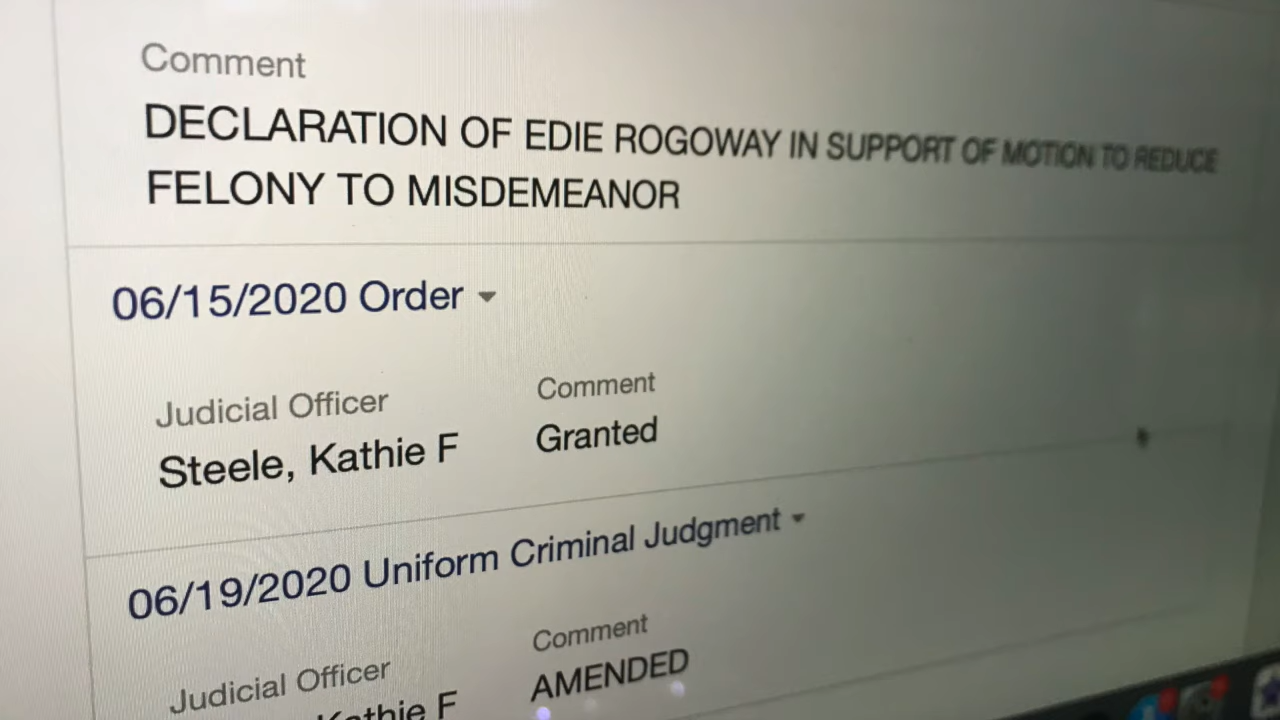 Comment
DECLARATION OF EDIE ROGOWAY IN SUPPORT OF MOTION TO REDUCE
FELONY TO MISDEMEANOR
06/15/2020 Order
Judicial Officer Comment
Steele, Kathie F Granted
06/19/2020 Uniform Criminal Judgment
Comment
Judicial Officer AMENDED
Kathie F